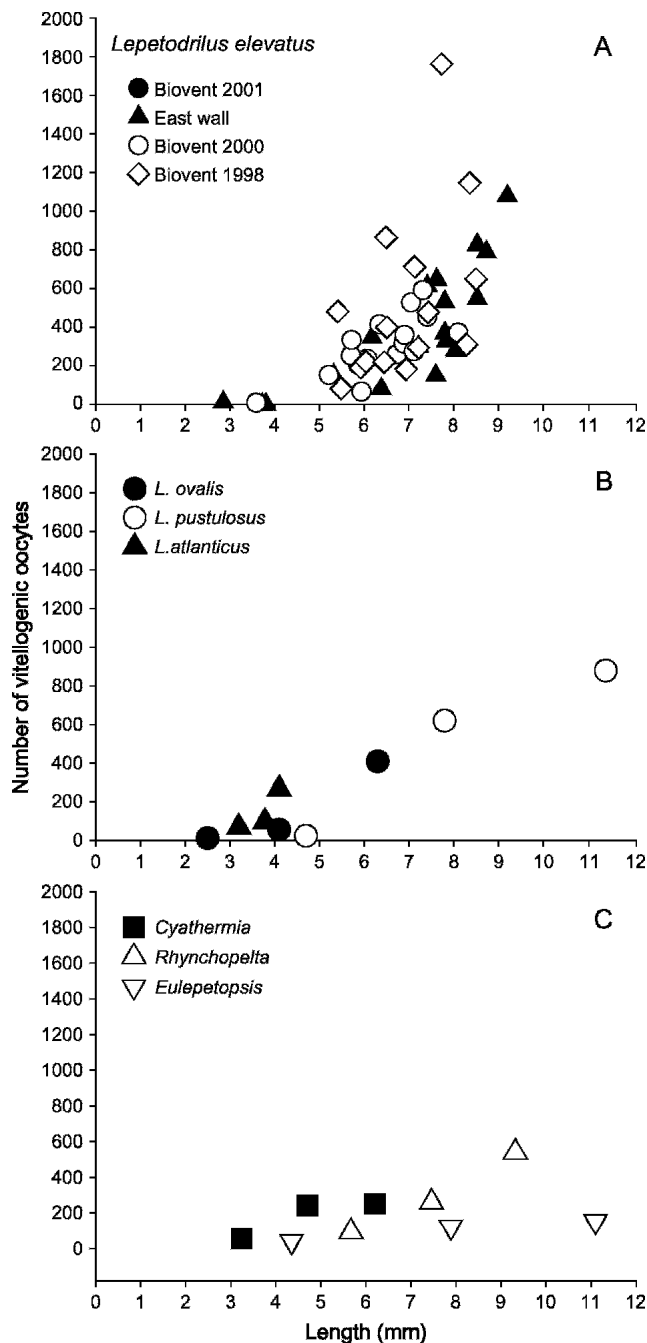 Lepetodrilus elevatus
A
Biovent 2001
East wall
Biovent 2000
Biovent 1998
2000
1800
1600
1400
1200
1000
800
600
400
200
0
0 1 2 3 4 5 6 7 8 9 10 11 12
B
L. ovalis
L. pustulosus
L.atlanticus
2000
1800
1600
1400
1200
1000
800
600
400
200
0
0 1 2 3 4 5 6 7 8 9 10 11 12
Number of vitellogenic oocytes
C
Cyathermia
Rhynchopelta
Eulepetopsis
2000
1800
1600
1400
1200
1000
800
600
400
200
0
0 1 2 3 4 5 6 7 8 9 10 11 12
Length (mm)